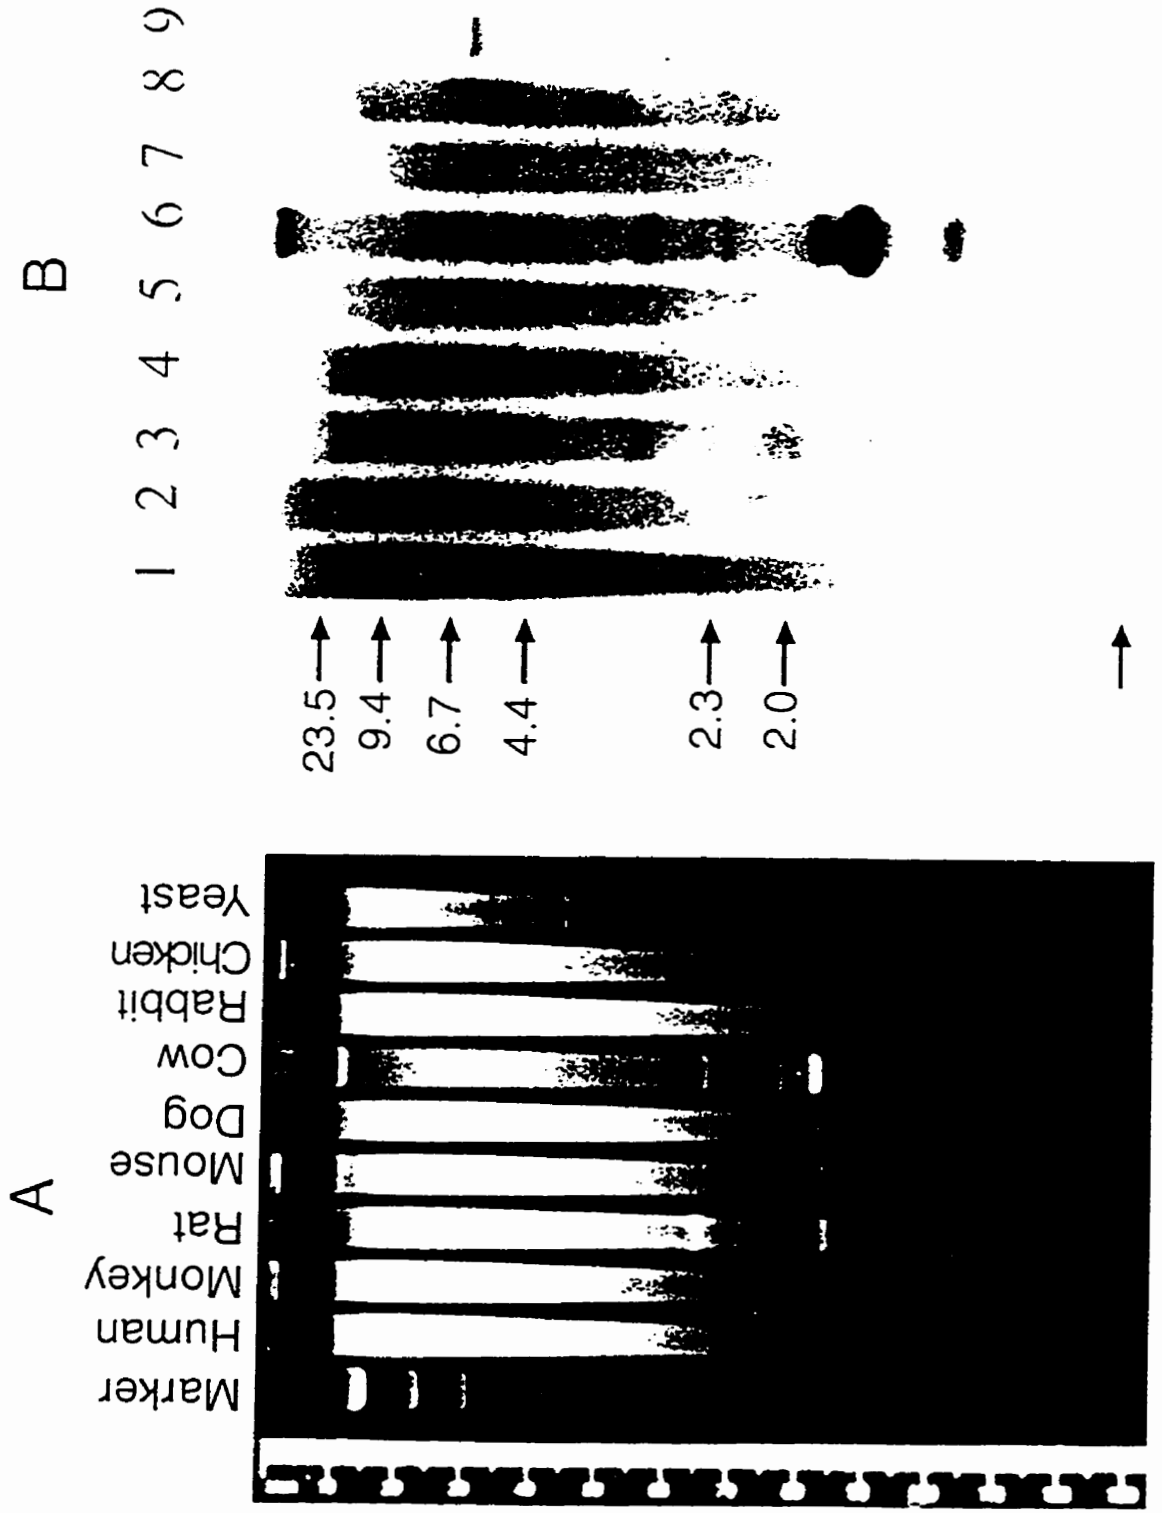 A
Marker
Human
Monkey
Rat
Mouse
Dog
Cow
Rabbit
Chicken
Yeast
B
1 2 3 4 5 6 7 8 9
23.5
9.4
6.7
4.4
2.3
2.0